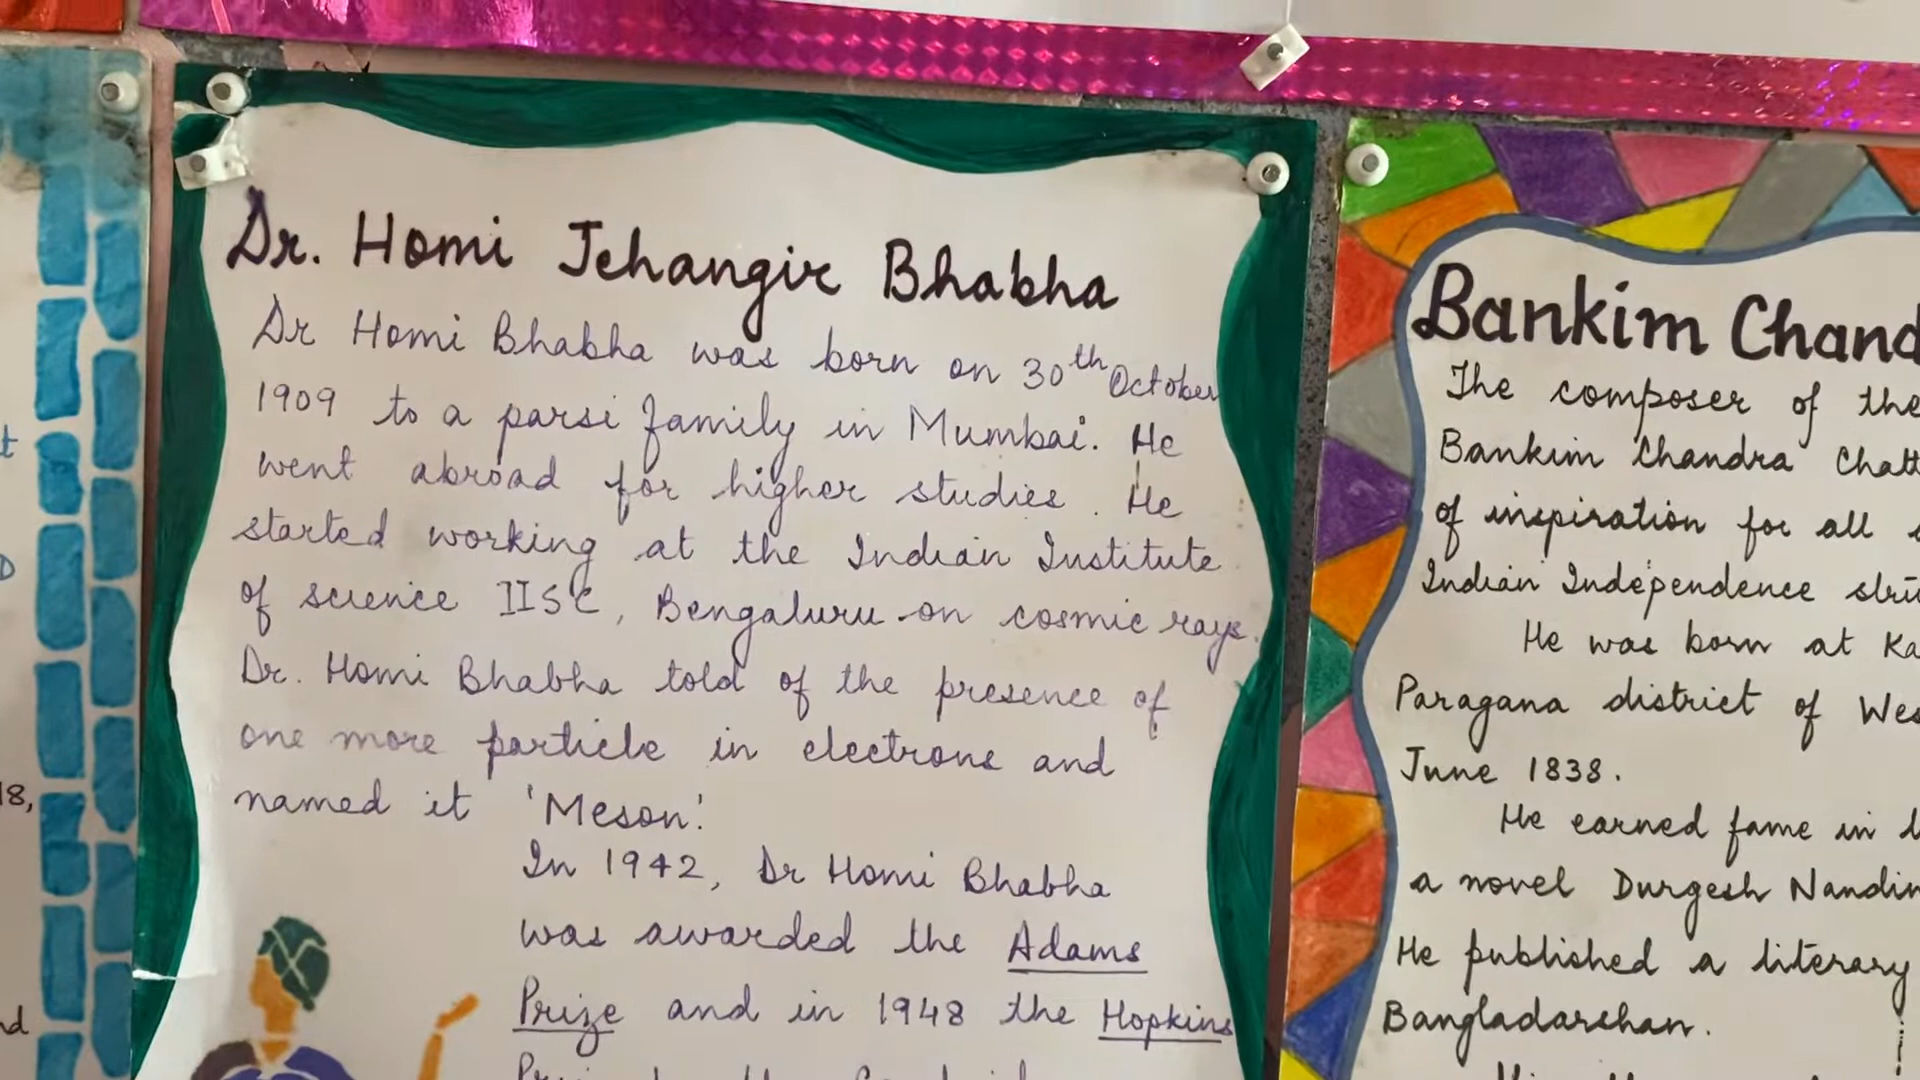 Dr. Homi Jehangir Bhabha
Dr Homi Bhabha was born on 30th October
1909 to a parsi family in Mumbai. He
went abroad for higher studies. He
started working at the Indian Institute
of science IISC, Bengaluru on cosmic rays.
Dr. Homi Bhabha told of the presence of
one more particle in electrons and
named it 'Meson'.
In 1942, Dr Homi Bhabha
was awarded the Adams
Prize and in 1948 the Hopkins
Bankim Chand
The composer of the
Bankim Chandra Chatt
of inspiration for all
Indian Independence stru
He was born at Ka
Paragana district of Wes
June 1838.
He earned fame in
a novel Durgesh Nandin
He published a literary
Bangladarshan.
18,